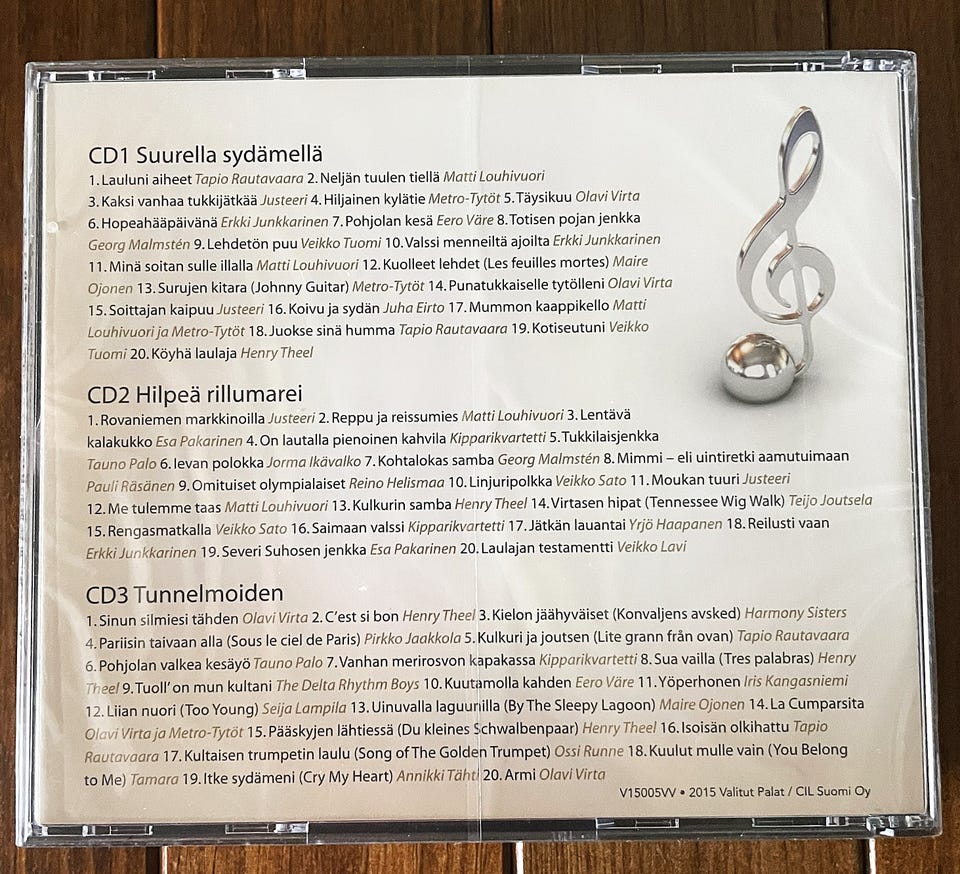 CD1 Suurella sydämellä
1. Lauluni aiheet Tapio Rautavaara 2. Neljän tuulen tiellä Matti Louhivuori
3. Kaksi vanhaa tukkijätkää Justeeri 4. Hiljainen kylätie Metro-Tytöt 5. Täysikuu Olavi Virta
6. Hopeahääpäivänä Erkki Junkkarinen 7. Pohjolan kesä Eero Väre 8. Totisen pojan jenkka
Georg Malmstén 9. Lehdetön puu Veikko Tuomi 10. Valssi menneiltä ajoilta Erkki Junkkarinen
11. Minä soitan sulle illalla Matti Louhivuori 12. Kuolleet lehdet (Les feuilles mortes) Maire
Ojonen 13. Surujen kitara (Johnny Guitar) Metro-Tytöt 14. Punatukkaiselle tytölleni Olavi Virta
15. Soittajan kaipuu Justeeri 16. Koivu ja sydän Juha Eirto 17. Mummon kaappikello Matti
Louhivuori ja Metro-Tytöt 18. Juokse sinä humma Tapio Rautavaara 19. Kotiseutuni Veikko
Tuomi 20. Köyhä laulaja Henry Theel
CD2 Hilpeä rillumarei
1. Rovaniemen markkinoilla Justeeri 2. Reppu ja reissumies Matti Louhivuori 3. Lentävä
kalakukko Esa Pakarinen 4. On lautalla pienoinen kahvila Kipparikvartetti 5. Tukkilaisjenkka
Tauno Palo 6. Ievan polokka Jorma Ikävalko 7. Kohtalokas samba Georg Malmstén 8. Mimmi – eli uintiretki aamutuimaan
Pauli Räsänen 9. Omituiset olympialaiset Reino Helismaa 10. Linjuripolkka Veikko Sato 11. Moukan tuuri Justeeri
12. Me tulemme taas Matti Louhivuori 13. Kulkurin samba Henry Theel 14. Virtasen hipat (Tennessee Wig Walk) Teijo Joutsela
15. Rengasmatkalla Veikko Sato 16. Saimaan valssi Kipparikvartetti 17. Jätkän lauantai Yrjö Haapanen 18. Reilusti vaan
Erkki Junkkarinen 19. Severi Suhosen jenkka Esa Pakarinen 20. Laulajan testamentti Veikko Lavi
CD3 Tunnelmoiden
1. Sinun silmiesi tähden Olavi Virta 2. C'est si bon Henry Theel 3. Kielon jäähyväiset (Konvaljens avsked) Harmony Sisters
4. Pariisin taivaan alla (Sous le ciel de Paris) Pirkko Jaakkola 5. Kulkuri ja joutsen (Lite grann från ovan) Tapio Rautavaara
6. Pohjolan valkea kesäyö Tauno Palo 7. Vanhan merirosvon kapakassa Kipparikvartetti 8. Sua vailla (Tres palabras) Henry
Theel 9. Tuoll' on mun kultani The Delta Rhythm Boys 10. Kuutamolla kahden Eero Väre 11. Yöperhonen Iris Kangasniemi
12. Liian nuori (Too Young) Seija Lampila 13. Uinuvalla laguunilla (By The Sleepy Lagoon) Maire Ojonen 14. La Cumparsita
Olavi Virta ja Metro-Tytöt 15. Pääskyjen lähtiessä (Du kleines Schwalbenpaar) Henry Theel 16. Isoisän olkihattu Tapio
Rautavaara 17. Kultaisen trumpetin laulu (Song of The Golden Trumpet) Ossi Runne 18. Kuulut mulle vain (You Belong
to Me) Tamara 19. Itke sydämeni (Cry My Heart) Annikki Tähti 20. Armi Olavi Virta
V15005VV • 2015 Valitut Palat / CIL Suomi Oy